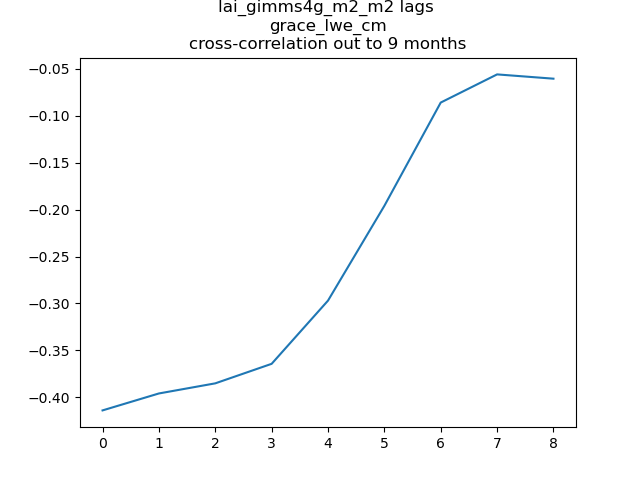 lai_gimms4g_m2_m2 lags
grace_lwe_cm
cross-correlation out to 9 months
−0.05
−0.10
−0.15
−0.20
−0.25
−0.30
−0.35
−0.40
0 1 2 3 4 5 6 7 8